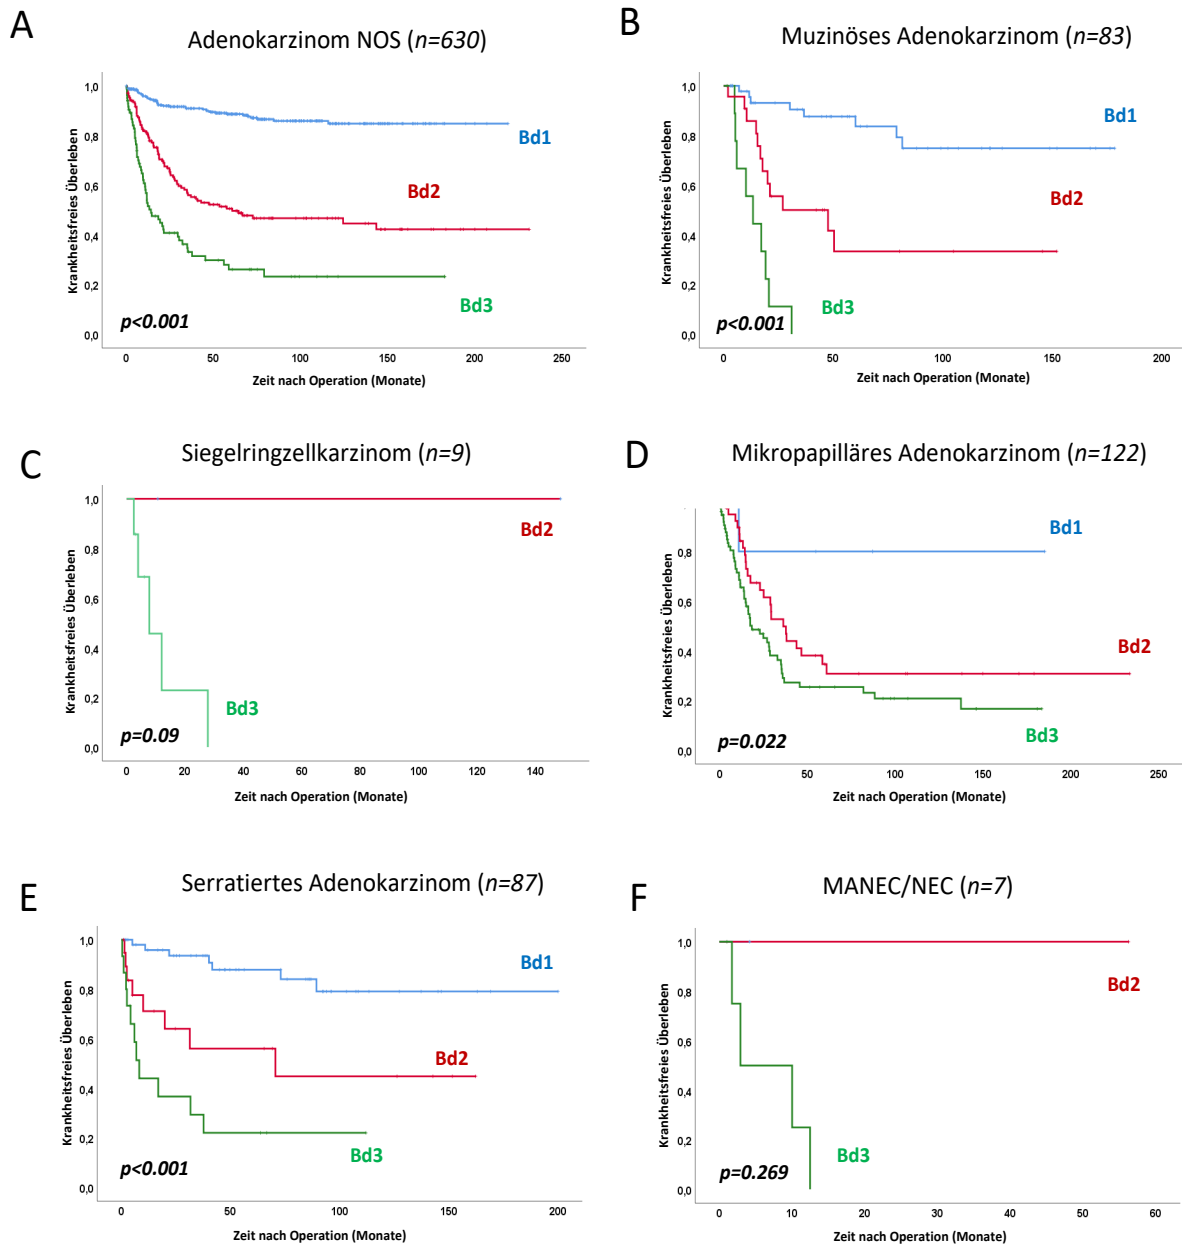 A
Adenokarzinom NOS (n=630)
Krankheitsfreies Überleben
1,0
0,8
0,6
0,4
0,2
0,0
Bd1
Bd2
Bd3
p<0.001
0 50 100 150 200 250
Zeit nach Operation (Monate)
B
Muzinöses Adenokarzinom (n=83)
Krankheitsfreies Überleben
1,0
0,8
0,6
0,4
0,2
0,0
Bd1
Bd2
Bd3
p<0.001
0 50 100 150 200
Zeit nach Operation (Monate)
C
Siegelringzellkarzinom (n=9)
Krankheitsfreies Überleben
1,0
0,8
0,6
0,4
0,2
0,0
Bd2
Bd3
p=0.09
0 20 40 60 80 100 120 140
Zeit nach Operation (Monate)
D
Mikropapilläres Adenokarzinom (n=122)
Krankheitsfreies Überleben
0,8
0,6
0,4
0,2
0,0
Bd1
Bd2
Bd3
p=0.022
0 50 100 150 200 250
Zeit nach Operation (Monate)
E
Serratiertes Adenokarzinom (n=87)
Krankheitsfreies Überleben
1,0
0,8
0,6
0,4
0,2
0,0
Bd1
Bd2
Bd3
p<0.001
0 50 100 150 200
Zeit nach Operation (Monate)
F
MANEC/NEC (n=7)
Krankheitsfreies Überleben
1,0
0,8
0,6
0,4
0,2
0,0
Bd2
Bd3
p=0.269
0 10 20 30 40 50 60
Zeit nach Operation (Monate)